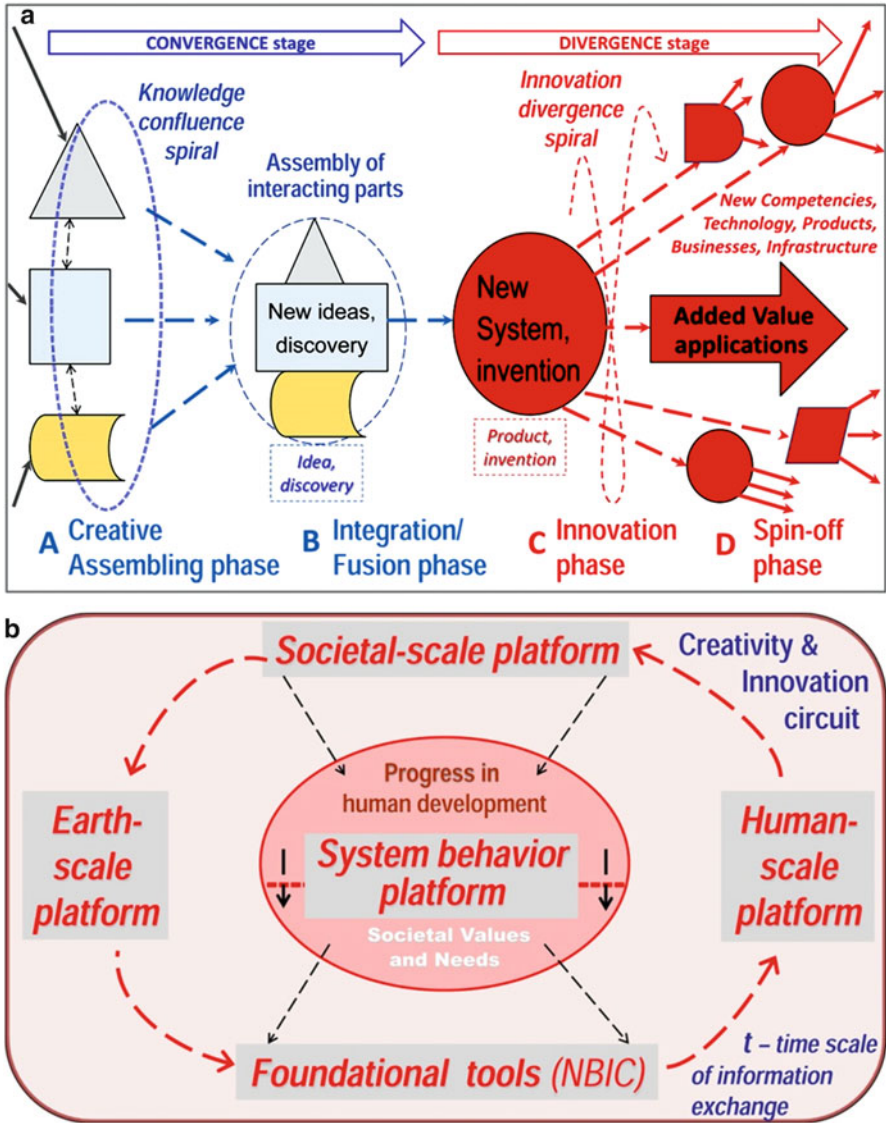 a
CONVERGENCE stage
DIVERGENCE stage
Knowledge
confluence
spiral
Assembly of
interacting parts
New ideas,
discovery
Idea,
discovery
Innovation
divergence
spiral
New
System,
invention
Product,
invention
New Competencies,
Technology, Products,
Businesses, Infrastructure
Added Value
applications
A Creative
Assembling phase
B Integration/
Fusion phase
C Innovation
phase
D Spin-off
phase
b
Societal-scale platform
Creativity &
Innovation
circuit
Progress in
human development
Earth-
scale
platform
System behavior
platform
Human-
scale
platform
Societal Values
and Needs
Foundational tools (NBIC)
t – time scale
of information
exchange